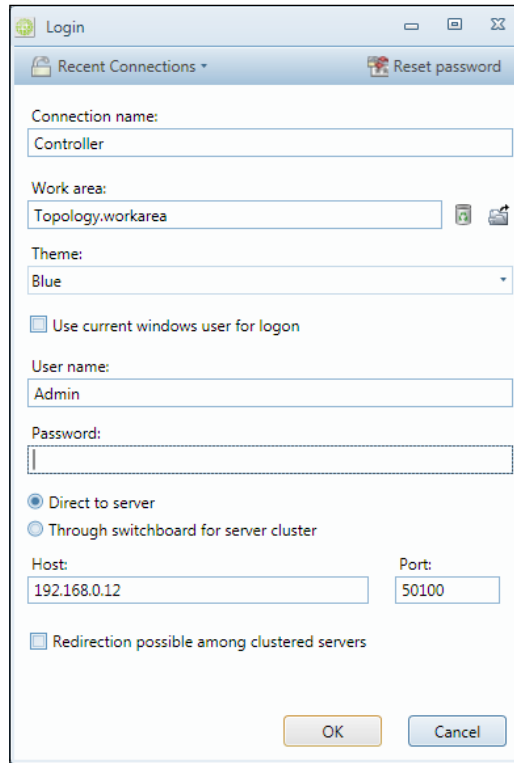 Login
Recent Connections
Reset password
Connection name:
Controller
Work area:
Topology.workarea
Theme:
Blue
Use current windows user for logon
User name:
Admin
Password:
Direct to server
Through switchboard for server cluster
Host: Port:
192.168.0.12 50100
Redirection possible among clustered servers
OK Cancel